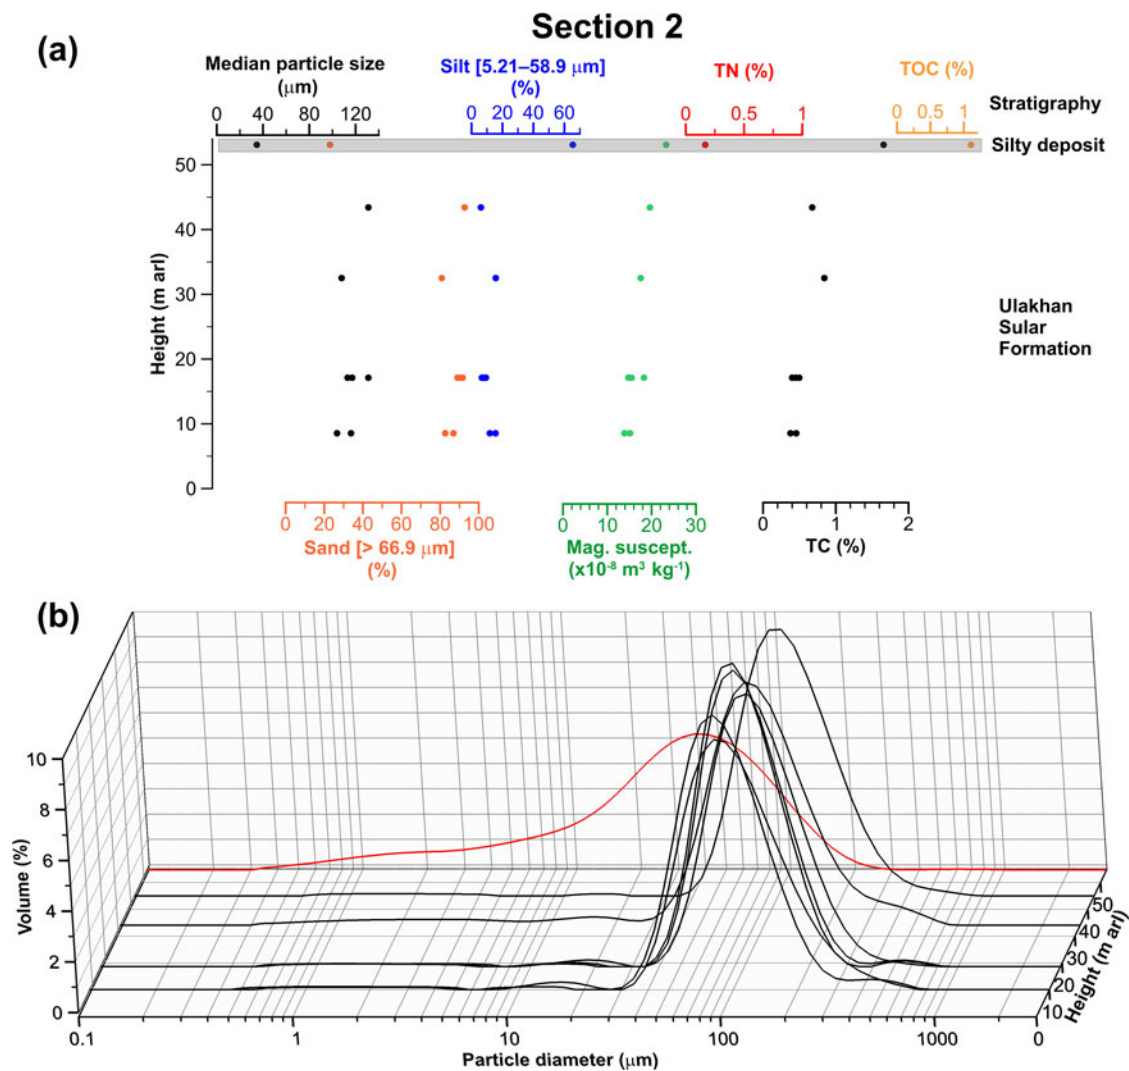 Section 2
(a)
Median particle size
(μm)
Silt [5.21–58.9 μm]
(%)
TN (%)
TOC (%)
Stratigraphy
0 40 80 120
0 20 40 60
0 0.5 1
0 0.5 1
Silty deposit
50
40
30
20
10
0
Height (m arl)
Ulakhan
Sular
Formation
0 20 40 60 80 100
Sand [> 66.9 μm]
(%)
0 10 20 30
Mag. suscept.
(x10⁻⁸ m³ kg⁻¹)
0 1 2
TC (%)
(b)
10
8
6
4
2
0
Volume (%)
50
40
30
20
10
Height (m arl)
0.1 1 10 100 1000
Particle diameter (μm)